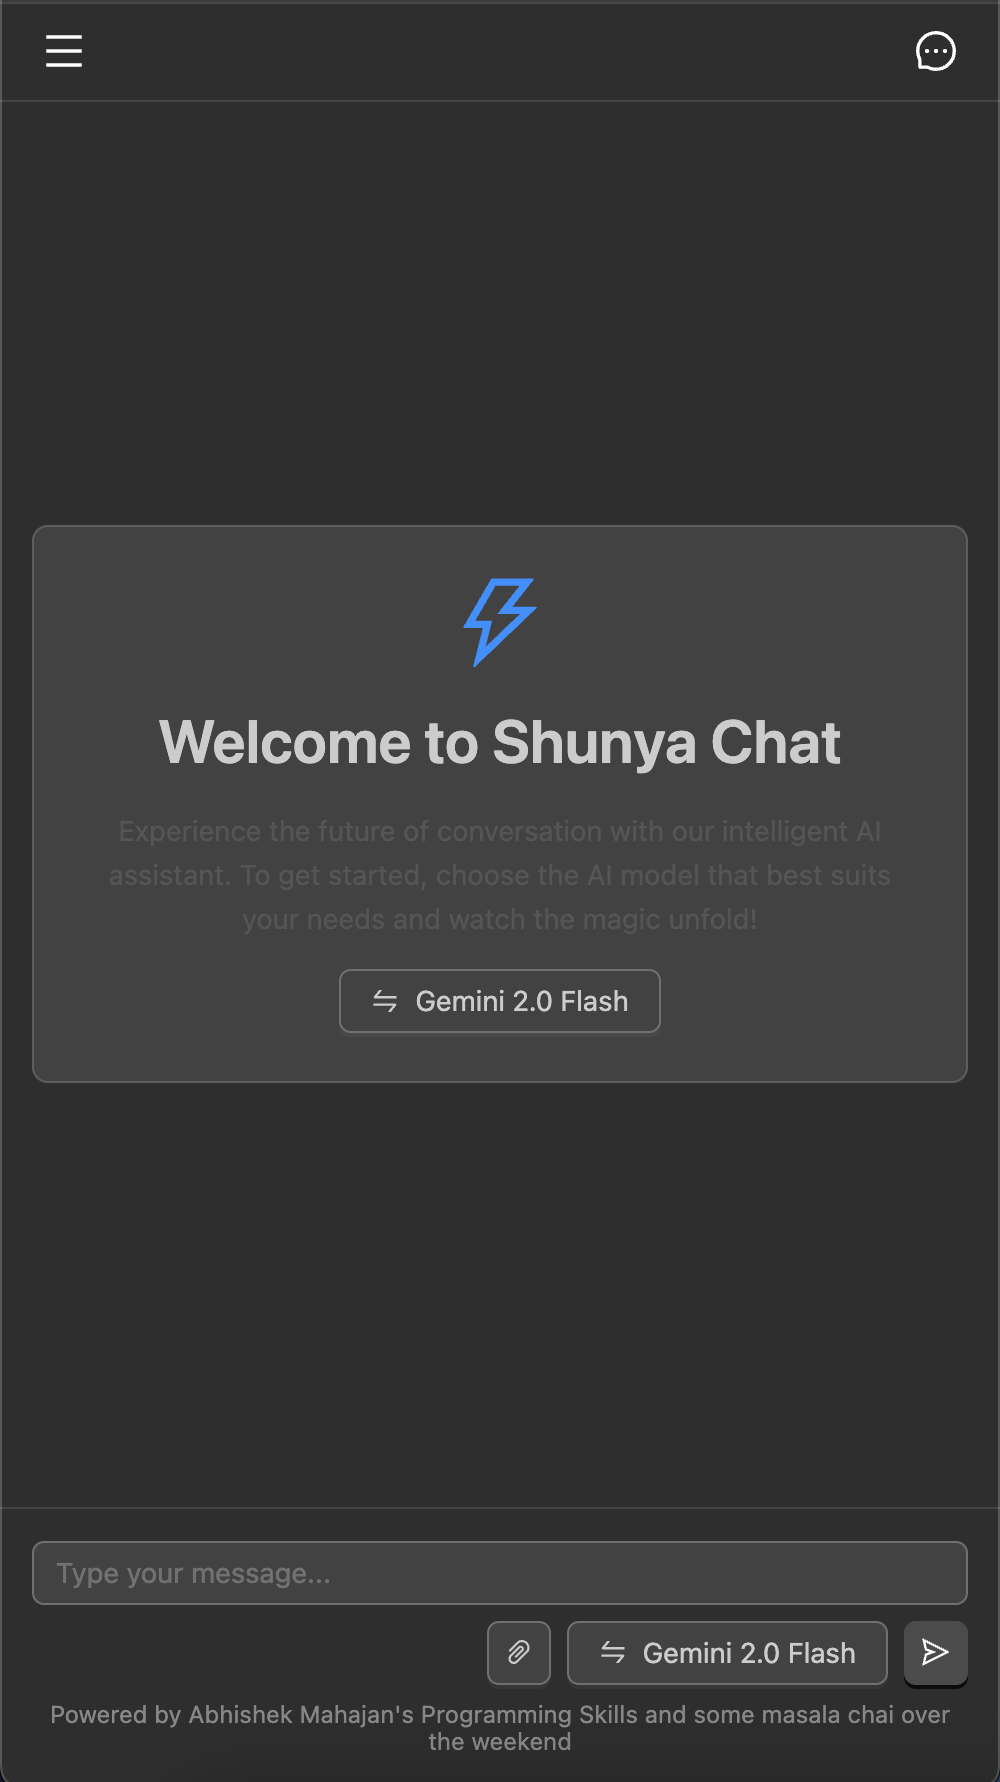 Welcome to Shunya Chat
Experience the future of conversation with our intelligent AI
assistant. To get started, choose the AI model that best suits
your needs and watch the magic unfold!
Gemini 2.0 Flash
Type your message...
Gemini 2.0 Flash
Powered by Abhishek Mahajan's Programming Skills and some masala chai over
the weekend